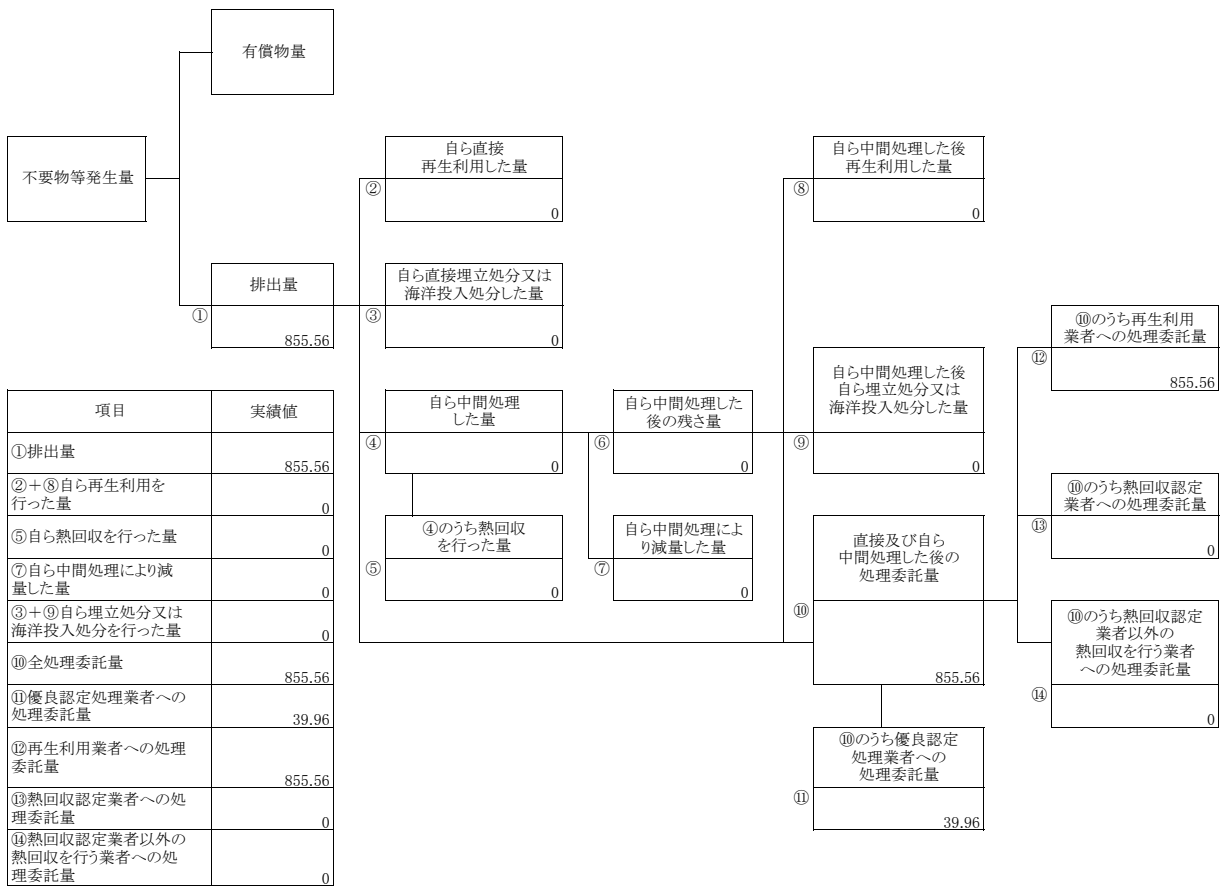 有償物量
不要物等発生量
排出量
①
855.56
自ら直接
再生利用した量
②
0
自ら直接埋立処分又は
海洋投入処分した量
③
0
自ら中間処理
した量
④
0
④のうち熱回収
を行った量
⑤
0
自ら中間処理した
後の残さ量
⑥
0
自ら中間処理によ
り減量した量
⑦
0
自ら中間処理した後
再生利用した量
⑧
0
自ら中間処理した後
自ら埋立処分又は
海洋投入処分した量
⑨
0
直接及び自ら
中間処理した後の
処理委託量
⑩
855.56
⑩のうち優良認定
処理業者への
処理委託量
⑪
39.96
⑩のうち再生利用
業者への処理委託量
⑫
855.56
⑩のうち熱回収認定
業者への処理委託量
⑬
0
⑩のうち熱回収認定
業者以外の
熱回収を行う業者
への処理委託量
⑭
0
項目 実績値
①排出量
855.56
②＋⑧自ら再生利用を
行った量
0
⑤自ら熱回収を行った量
0
⑦自ら中間処理により減
量した量
0
③＋⑨自ら埋立処分又は
海洋投入処分を行った量
0
⑩全処理委託量
855.56
⑪優良認定処理業者への
処理委託量
39.96
⑫再生利用業者への処理
委託量
855.56
⑬熱回収認定業者への処
理委託量
0
⑭熱回収認定業者以外の
熱回収を行う業者への処
理委託量
0